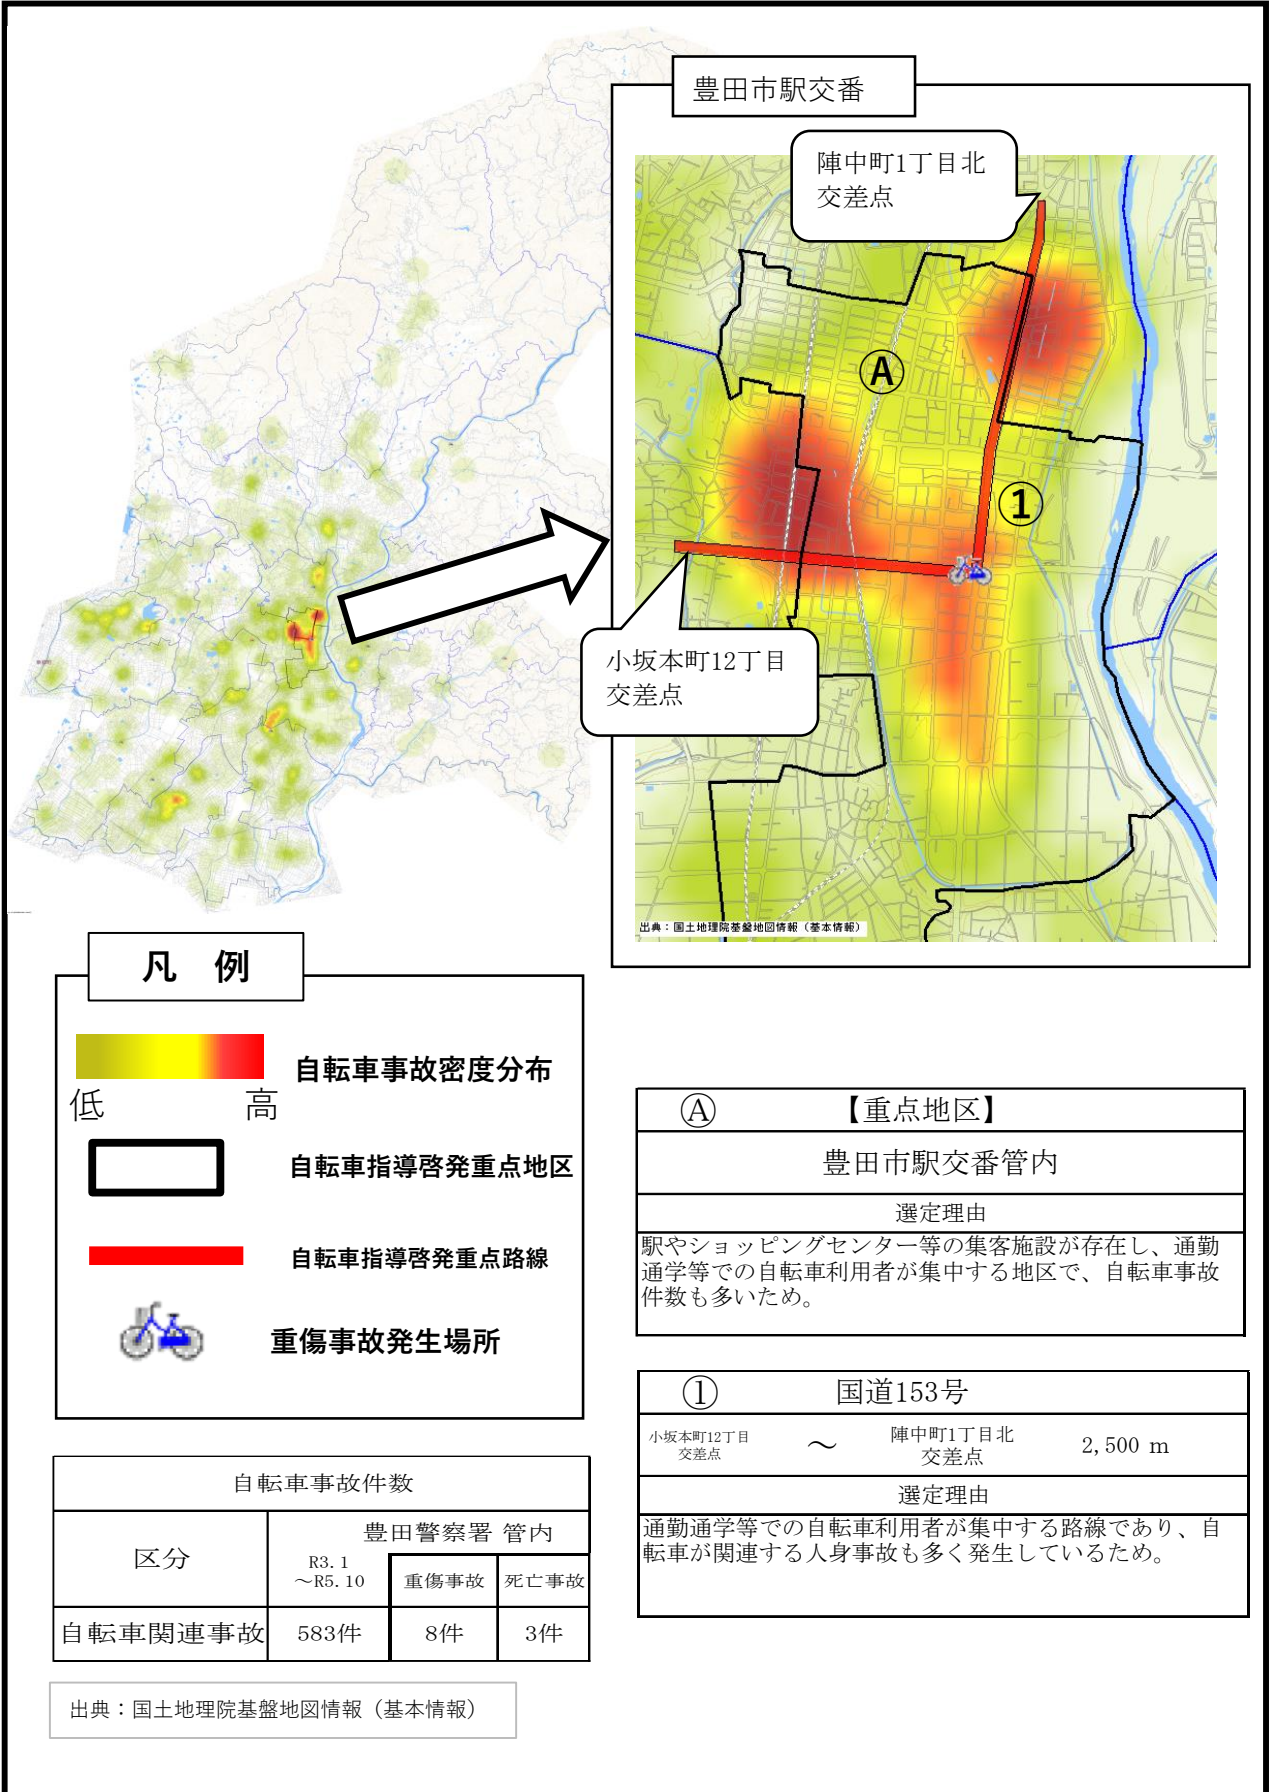 豊田市駅交番
陣中町1丁目北
交差点
A
1
小坂本町12丁目
交差点
出典：国土地理院基盤地図情報（基本情報）
凡 例
低 高
自転車事故密度分布
自転車指導啓発重点地区
自転車指導啓発重点路線
重傷事故発生場所
Ⓐ 【重点地区】
豊田市駅交番管内
選定理由
駅やショッピングセンター等の集客施設が存在し、通勤
通学等での自転車利用者が集中する地区で、自転車事故
件数も多いため。
① 国道153号
小坂本町12丁目
交差点
～
陣中町1丁目北
交差点
2,500 m
選定理由
通勤通学等での自転車利用者が集中する路線であり、自
転車が関連する人身事故も多く発生しているため。
自転車事故件数
区分
豊田警察署 管内
R3.1
～R5.10
重傷事故 死亡事故
自転車関連事故 583件 8件 3件
出典：国土地理院基盤地図情報（基本情報）